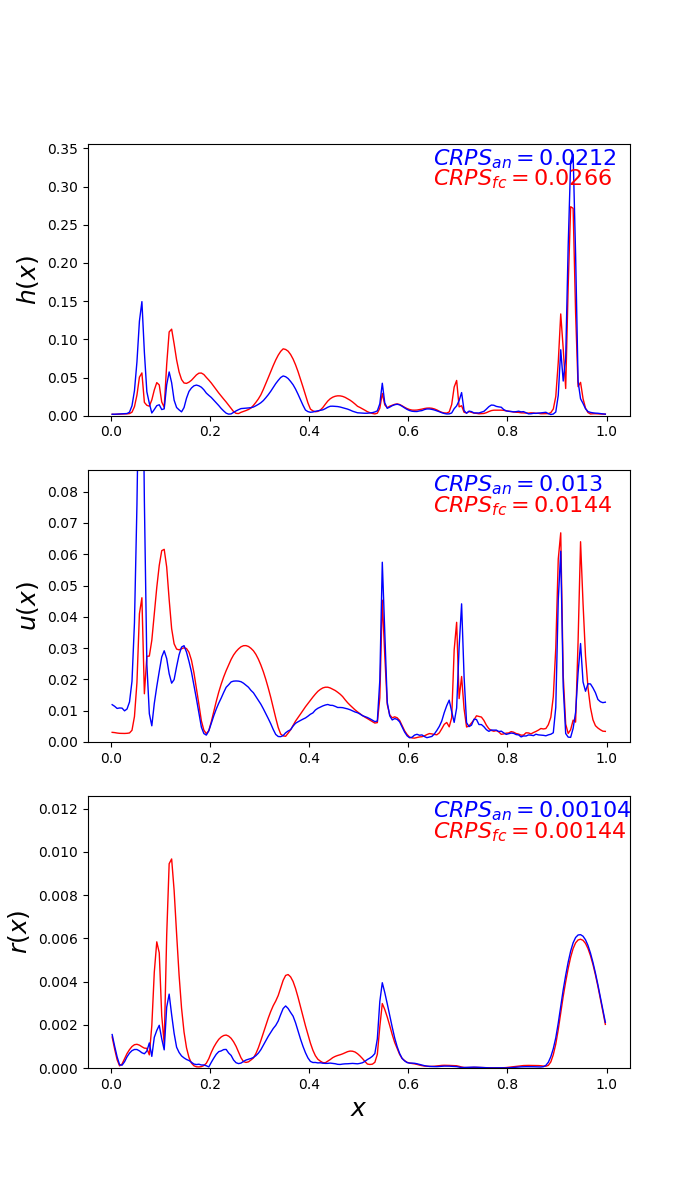 CRPS_an = 0.0212
CRPS_fc = 0.0266
0.35
0.30
0.25
0.20
0.15
0.10
0.05
0.00
h(x)
0.0 0.2 0.4 0.6 0.8 1.0
CRPS_an = 0.013
CRPS_fc = 0.0144
0.08
0.07
0.06
0.05
0.04
0.03
0.02
0.01
0.00
u(x)
0.0 0.2 0.4 0.6 0.8 1.0
CRPS_an = 0.00104
CRPS_fc = 0.00144
0.012
0.010
0.008
0.006
0.004
0.002
0.000
r(x)
0.0 0.2 0.4 0.6 0.8 1.0
x